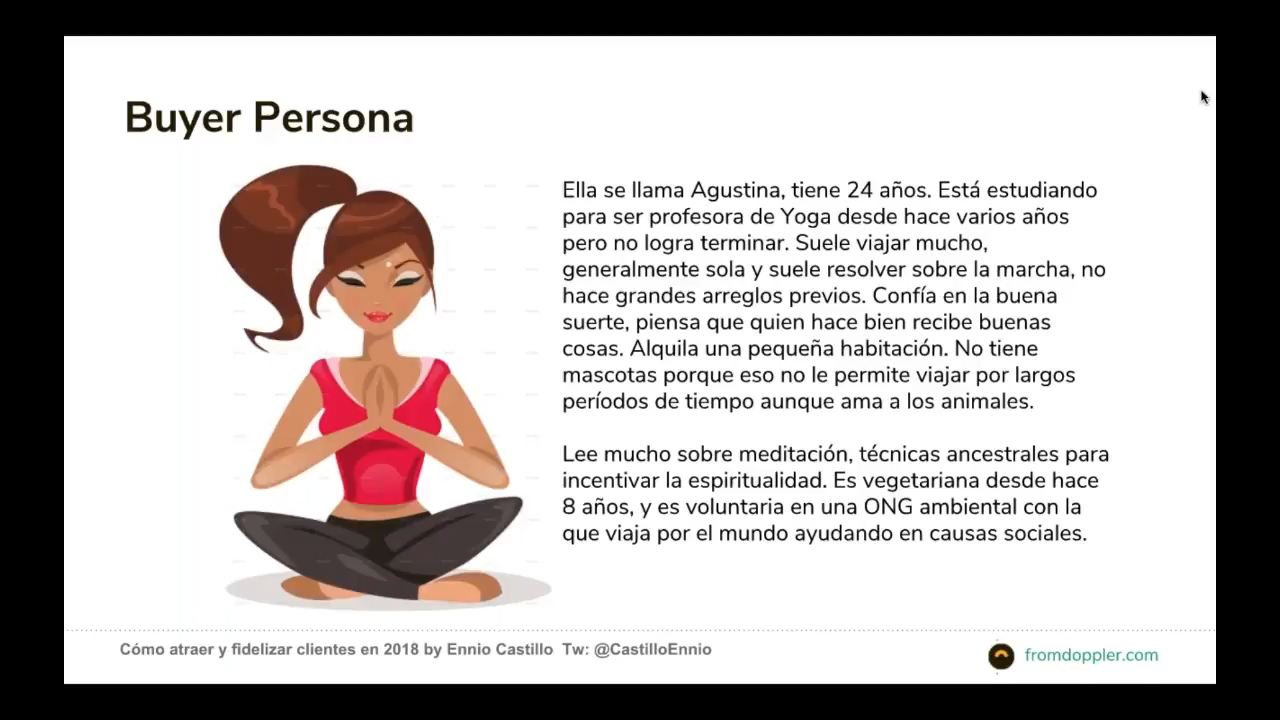 Buyer Persona
Ella se llama Agustina, tiene 24 años. Está estudiando
para ser profesora de Yoga desde hace varios años
pero no logra terminar. Suele viajar mucho,
generalmente sola y suele resolver sobre la marcha, no
hace grandes arreglos previos. Confía en la buena
suerte, piensa que quien hace bien recibe buenas
cosas. Alquila una pequeña habitación. No tiene
mascotas porque eso no le permite viajar por largos
períodos de tiempo aunque ama a los animales.
Lee mucho sobre meditación, técnicas ancestrales para
incentivar la espiritualidad. Es vegetariana desde hace
8 años, y es voluntaria en una ONG ambiental con la
que viaja por el mundo ayudando en causas sociales.
Cómo atraer y fidelizar clientes en 2018 by Ennio Castillo Tw: @CastilloEnnio
fromdoppler.com